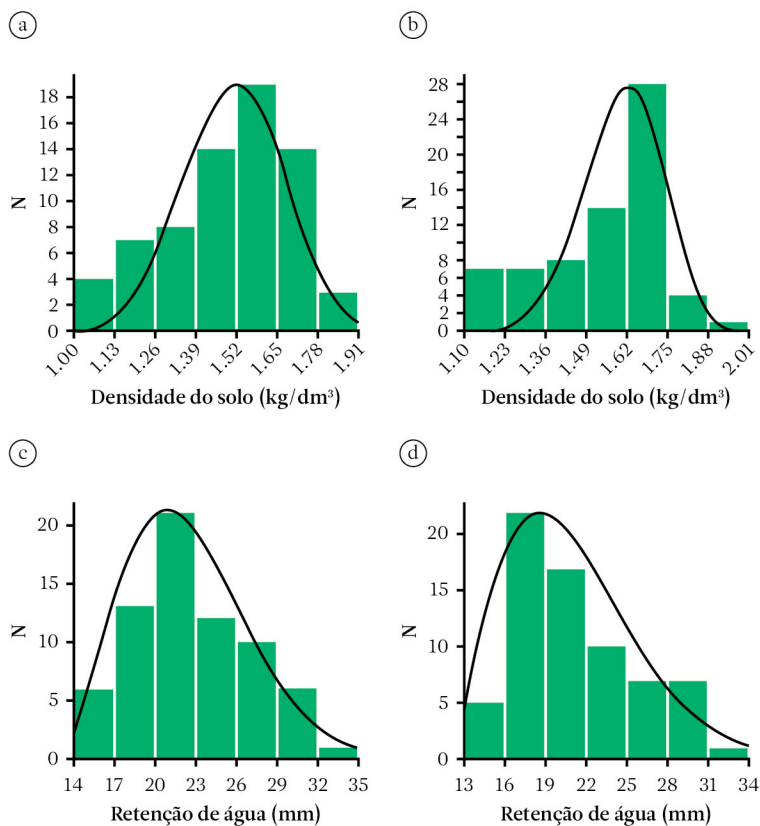 a
18
16
14
12
10
8
6
4
2
0
N
1.00 1.13 1.26 1.39 1.52 1.65 1.78 1.91
Densidade do solo (kg/dm³)
b
28
24
20
16
12
8
4
2
0
N
1.10 1.23 1.36 1.49 1.62 1.75 1.88 2.01
Densidade do solo (kg/dm³)
c
20
15
10
5
0
N
14 17 20 23 26 29 32 35
Retenção de água (mm)
d
20
15
10
5
0
N
13 16 19 22 25 28 31 34
Retenção de água (mm)